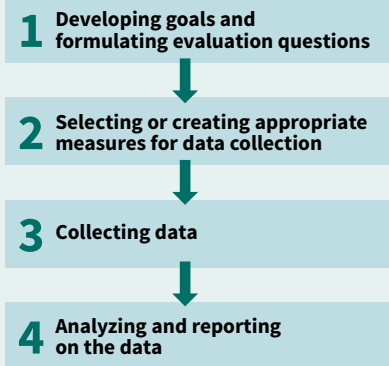 1 Developing goals and
formulating evaluation questions
2 Selecting or creating appropriate
measures for data collection
3 Collecting data
4 Analyzing and reporting
on the data